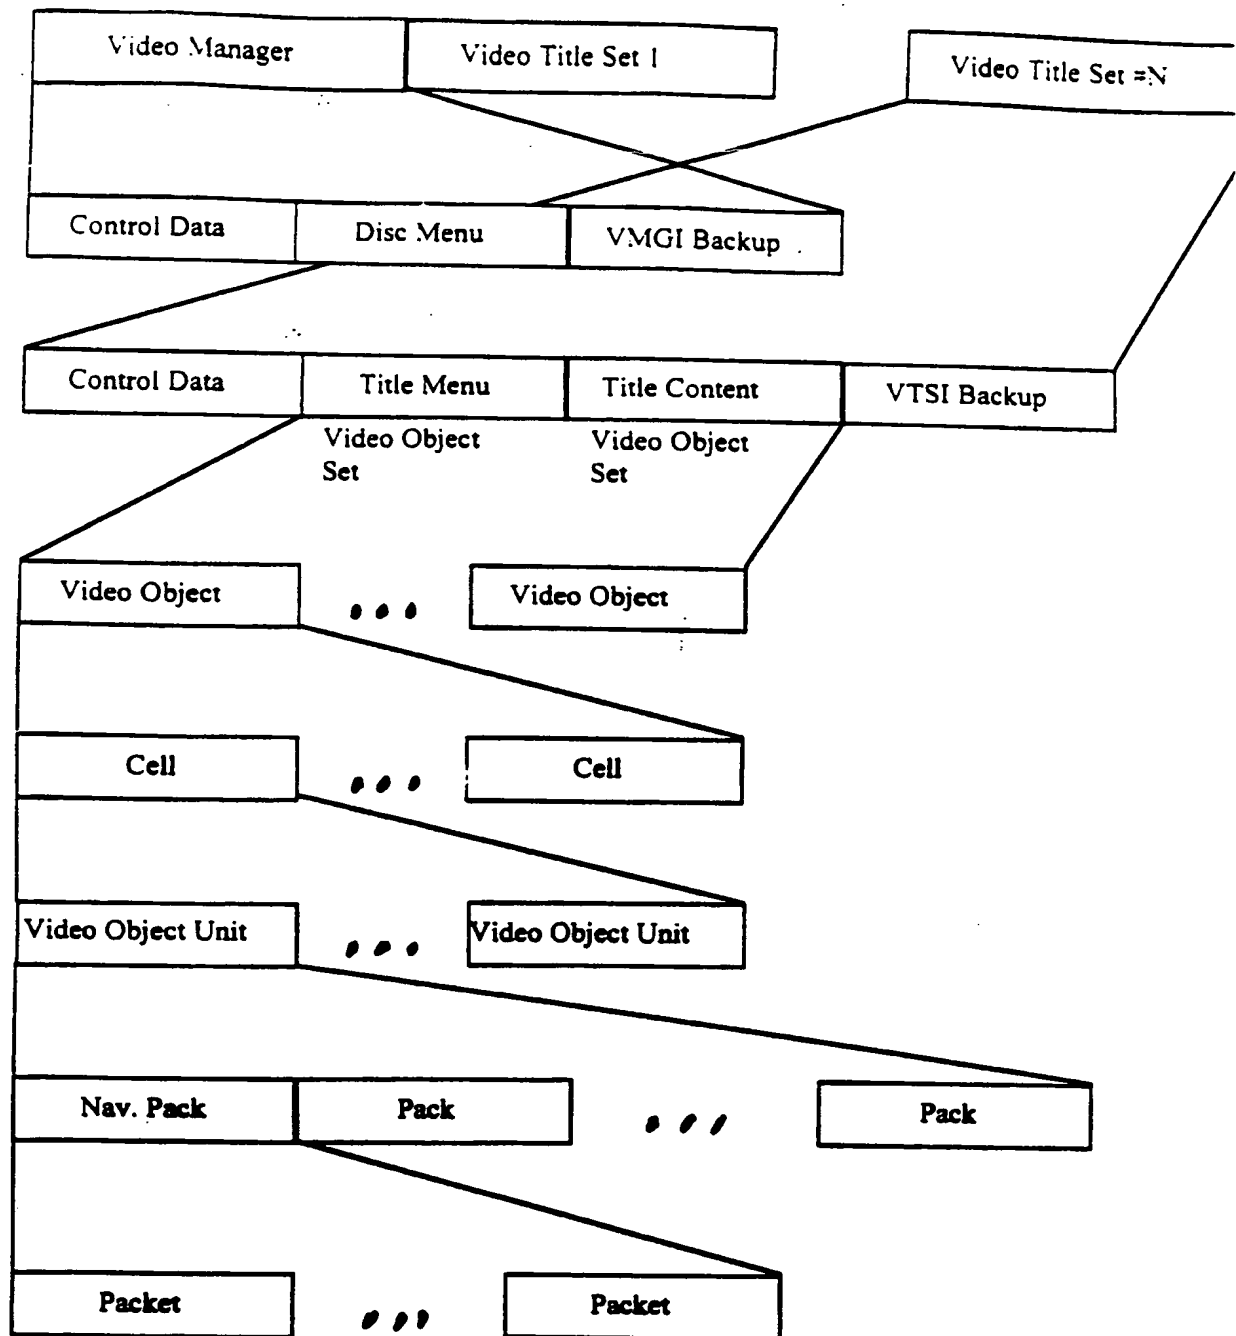 Video Manager
Video Title Set 1
Video Title Set =N
Control Data
Disc Menu
VMGI Backup
Control Data
Title Menu
Title Content
VTSI Backup
Video Object
Set
Video Object
Set
Video Object
Video Object
Cell
Cell
Video Object Unit
Video Object Unit
Nav. Pack
Pack
Pack
Packet
Packet